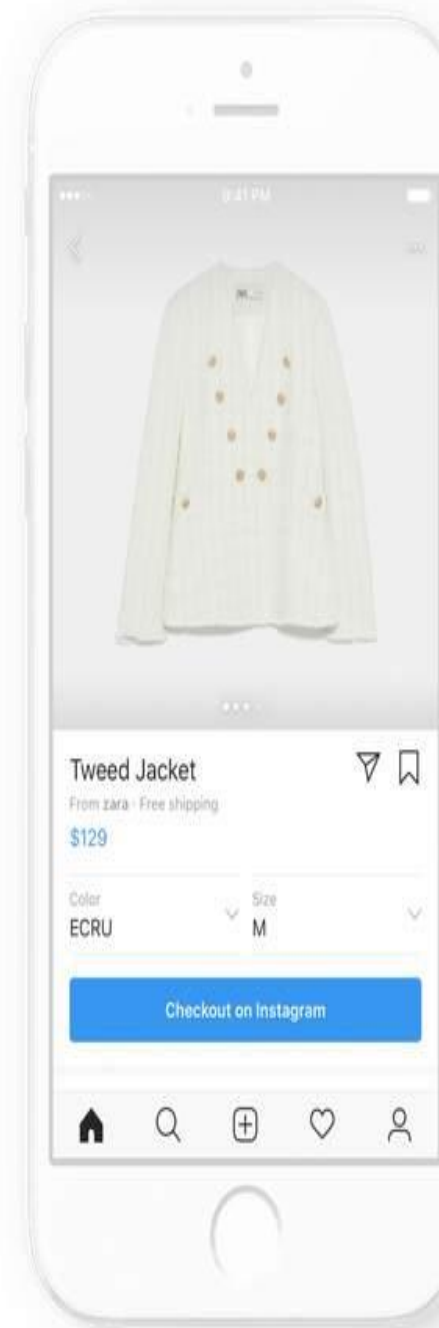 9:41 PM
Tweed Jacket
From zara · Free shipping
$129
Color
ECRU
Size
M
Checkout on Instagram